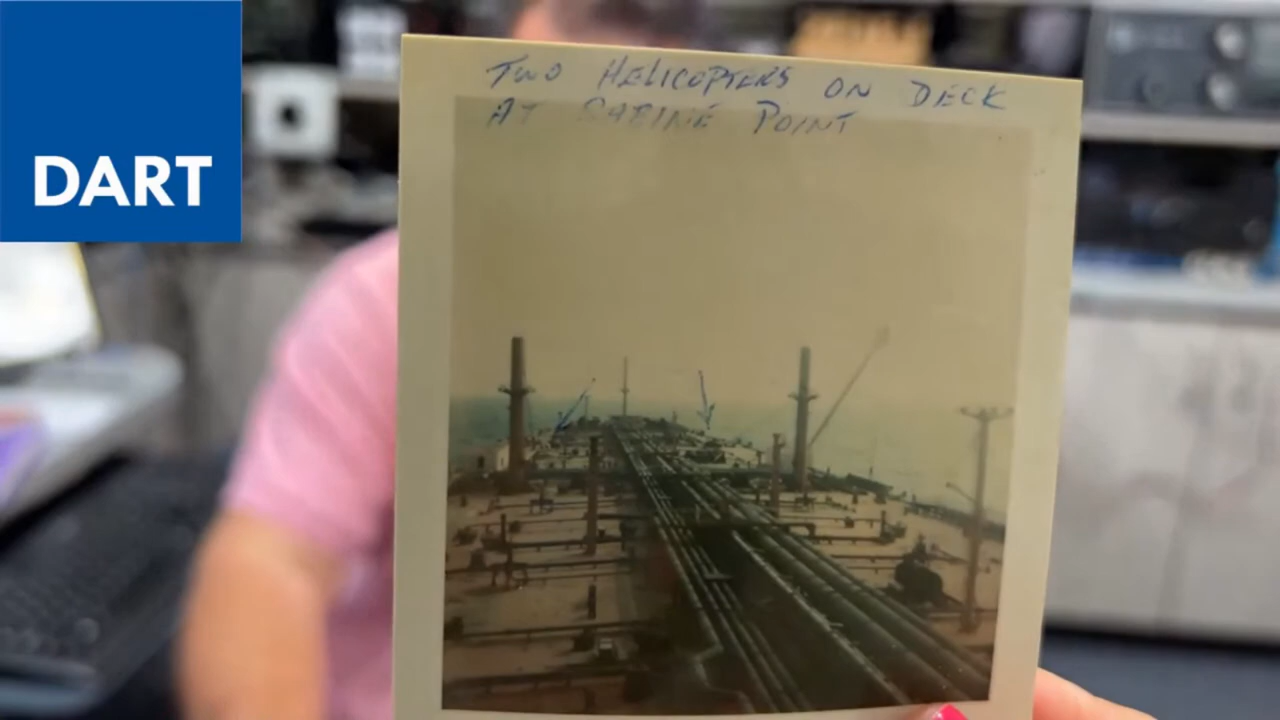 DART
TWO HELICOPTERS ON DECK
AT SABINE POINT